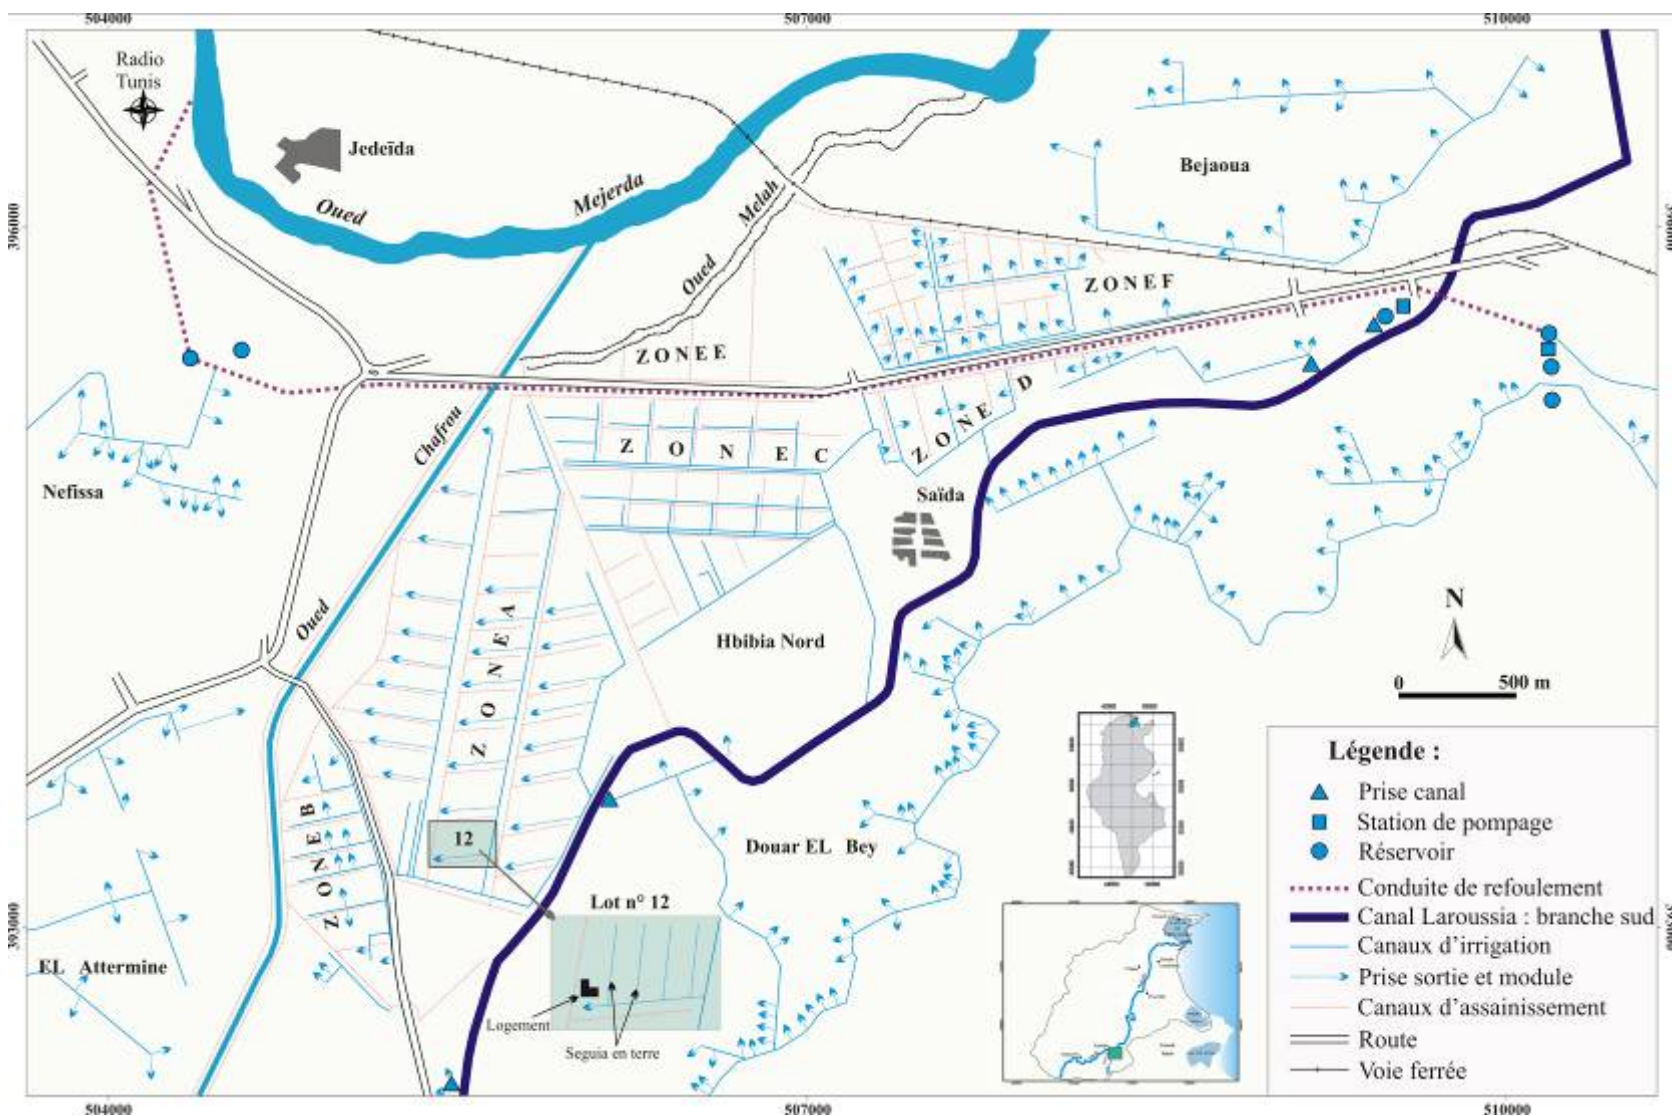 504000
507000
510000
Radio
Tunis
Jedeïda
Oued
Mejerda
Bejaoua
396000
Oued
Melah
ZONE F
ZONE E
ZONE D
ZONE C
Chafrou
Nefissa
Saïda
Oued
ZONE A
Hbibia Nord
N
0
500 m
ZONE B
12
Douar EL Bey
Lot n° 12
393000
EL Attermine
Logement
Seguia en terre
Légende :
Prise canal
Station de pompage
Réservoir
Conduite de refoulement
Canal Laroussia : branche sud
Canaux d'irrigation
Prise sortie et module
Canaux d'assainissement
Route
Voie ferrée
504000
507000
510000